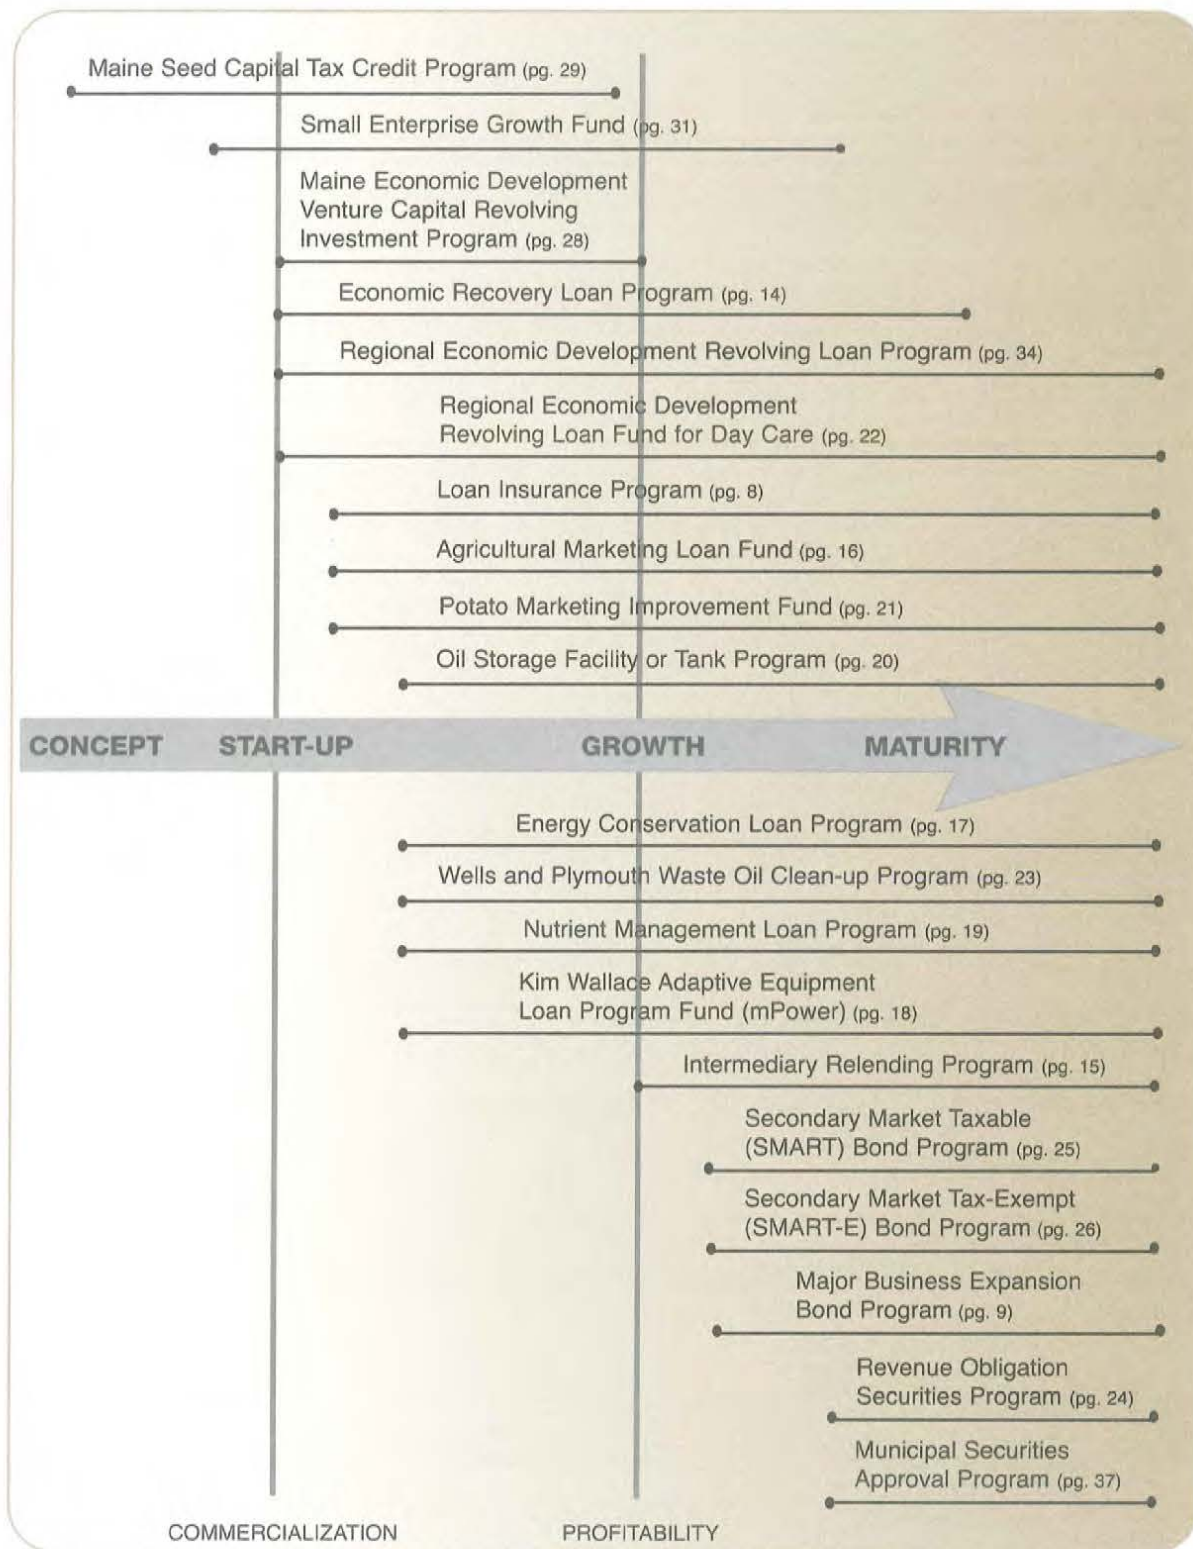 Maine Seed Capital Tax Credit Program (pg. 29)
Small Enterprise Growth Fund (pg. 31)
Maine Economic Development
Venture Capital Revolving
Investment Program (pg. 28)
Economic Recovery Loan Program (pg. 14)
Regional Economic Development Revolving Loan Program (pg. 34)
Regional Economic Development
Revolving Loan Fund for Day Care (pg. 22)
Loan Insurance Program (pg. 8)
Agricultural Marketing Loan Fund (pg. 16)
Potato Marketing Improvement Fund (pg. 21)
Oil Storage Facility or Tank Program (pg. 20)
CONCEPT START-UP GROWTH MATURITY
Energy Conservation Loan Program (pg. 17)
Wells and Plymouth Waste Oil Clean-up Program (pg. 23)
Nutrient Management Loan Program (pg. 19)
Kim Wallace Adaptive Equipment
Loan Program Fund (mPower) (pg. 18)
Intermediary Relending Program (pg. 15)
Secondary Market Taxable
(SMART) Bond Program (pg. 25)
Secondary Market Tax-Exempt
(SMART-E) Bond Program (pg. 26)
Major Business Expansion
Bond Program (pg. 9)
Revenue Obligation
Securities Program (pg. 24)
Municipal Securities
Approval Program (pg. 37)
COMMERCIALIZATION PROFITABILITY